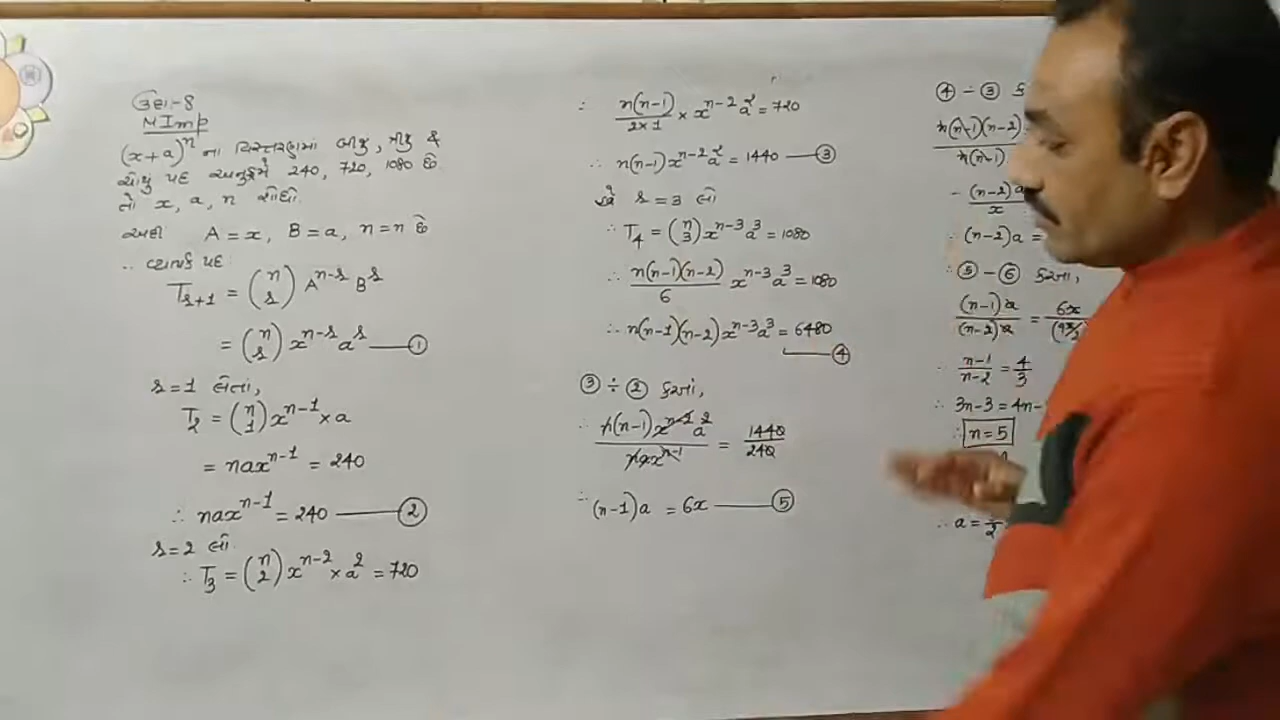 ઉદા-8
M Imp
(x+a)^n ના વિસ્તરણમાં બીજુ, ત્રીજુ &
ચોથું પદ અનુક્રમે 240, 720, 1080 છે.
તો x, a, n શોધો.
અહી A = x, B = a, n = n છે
∴ વ્યાપક પદ
T_{r+1} = (n r) A^{n-r} B^r
= (n r) x^{n-r} a^r —— ①
r = 1 લેતા,
T_2 = (n 1) x^{n-1} × a
= nax^{n-1} = 240
∴ nax^{n-1} = 240 —— ②
r = 2 લો.
∴ T_3 = (n 2) x^{n-2} × a^2 = 720
∴ n(n-1)/2×1 × x^{n-2} a^2 = 720
∴ n(n-1) x^{n-2} a^2 = 1440 —— ③
હવે r = 3 લો
∴ T_4 = (n 3) x^{n-3} a^3 = 1080
∴ n(n-1)(n-2)/6 x^{n-3} a^3 = 1080
∴ n(n-1)(n-2) x^{n-3} a^3 = 6480
—— ④
③ ÷ ② કરતાં,
∴ n(n-1) x^{n-2} a^2 / nax^{n-1} = 1440/240
∴ (n-1)a = 6x —— ⑤
④ ÷ ③
n(n-1)(n-2)
n(n-1)
(n-2)a
x
∴ (n-2)a =
∴ ⑤ - ⑥ કરતા,
(n-1)a/(n-2)a = 6x/(9x/2)
∴ n-1/n-2 = 4/3
∴ 3n-3 = 4n-
∴ n = 5
∴ a =